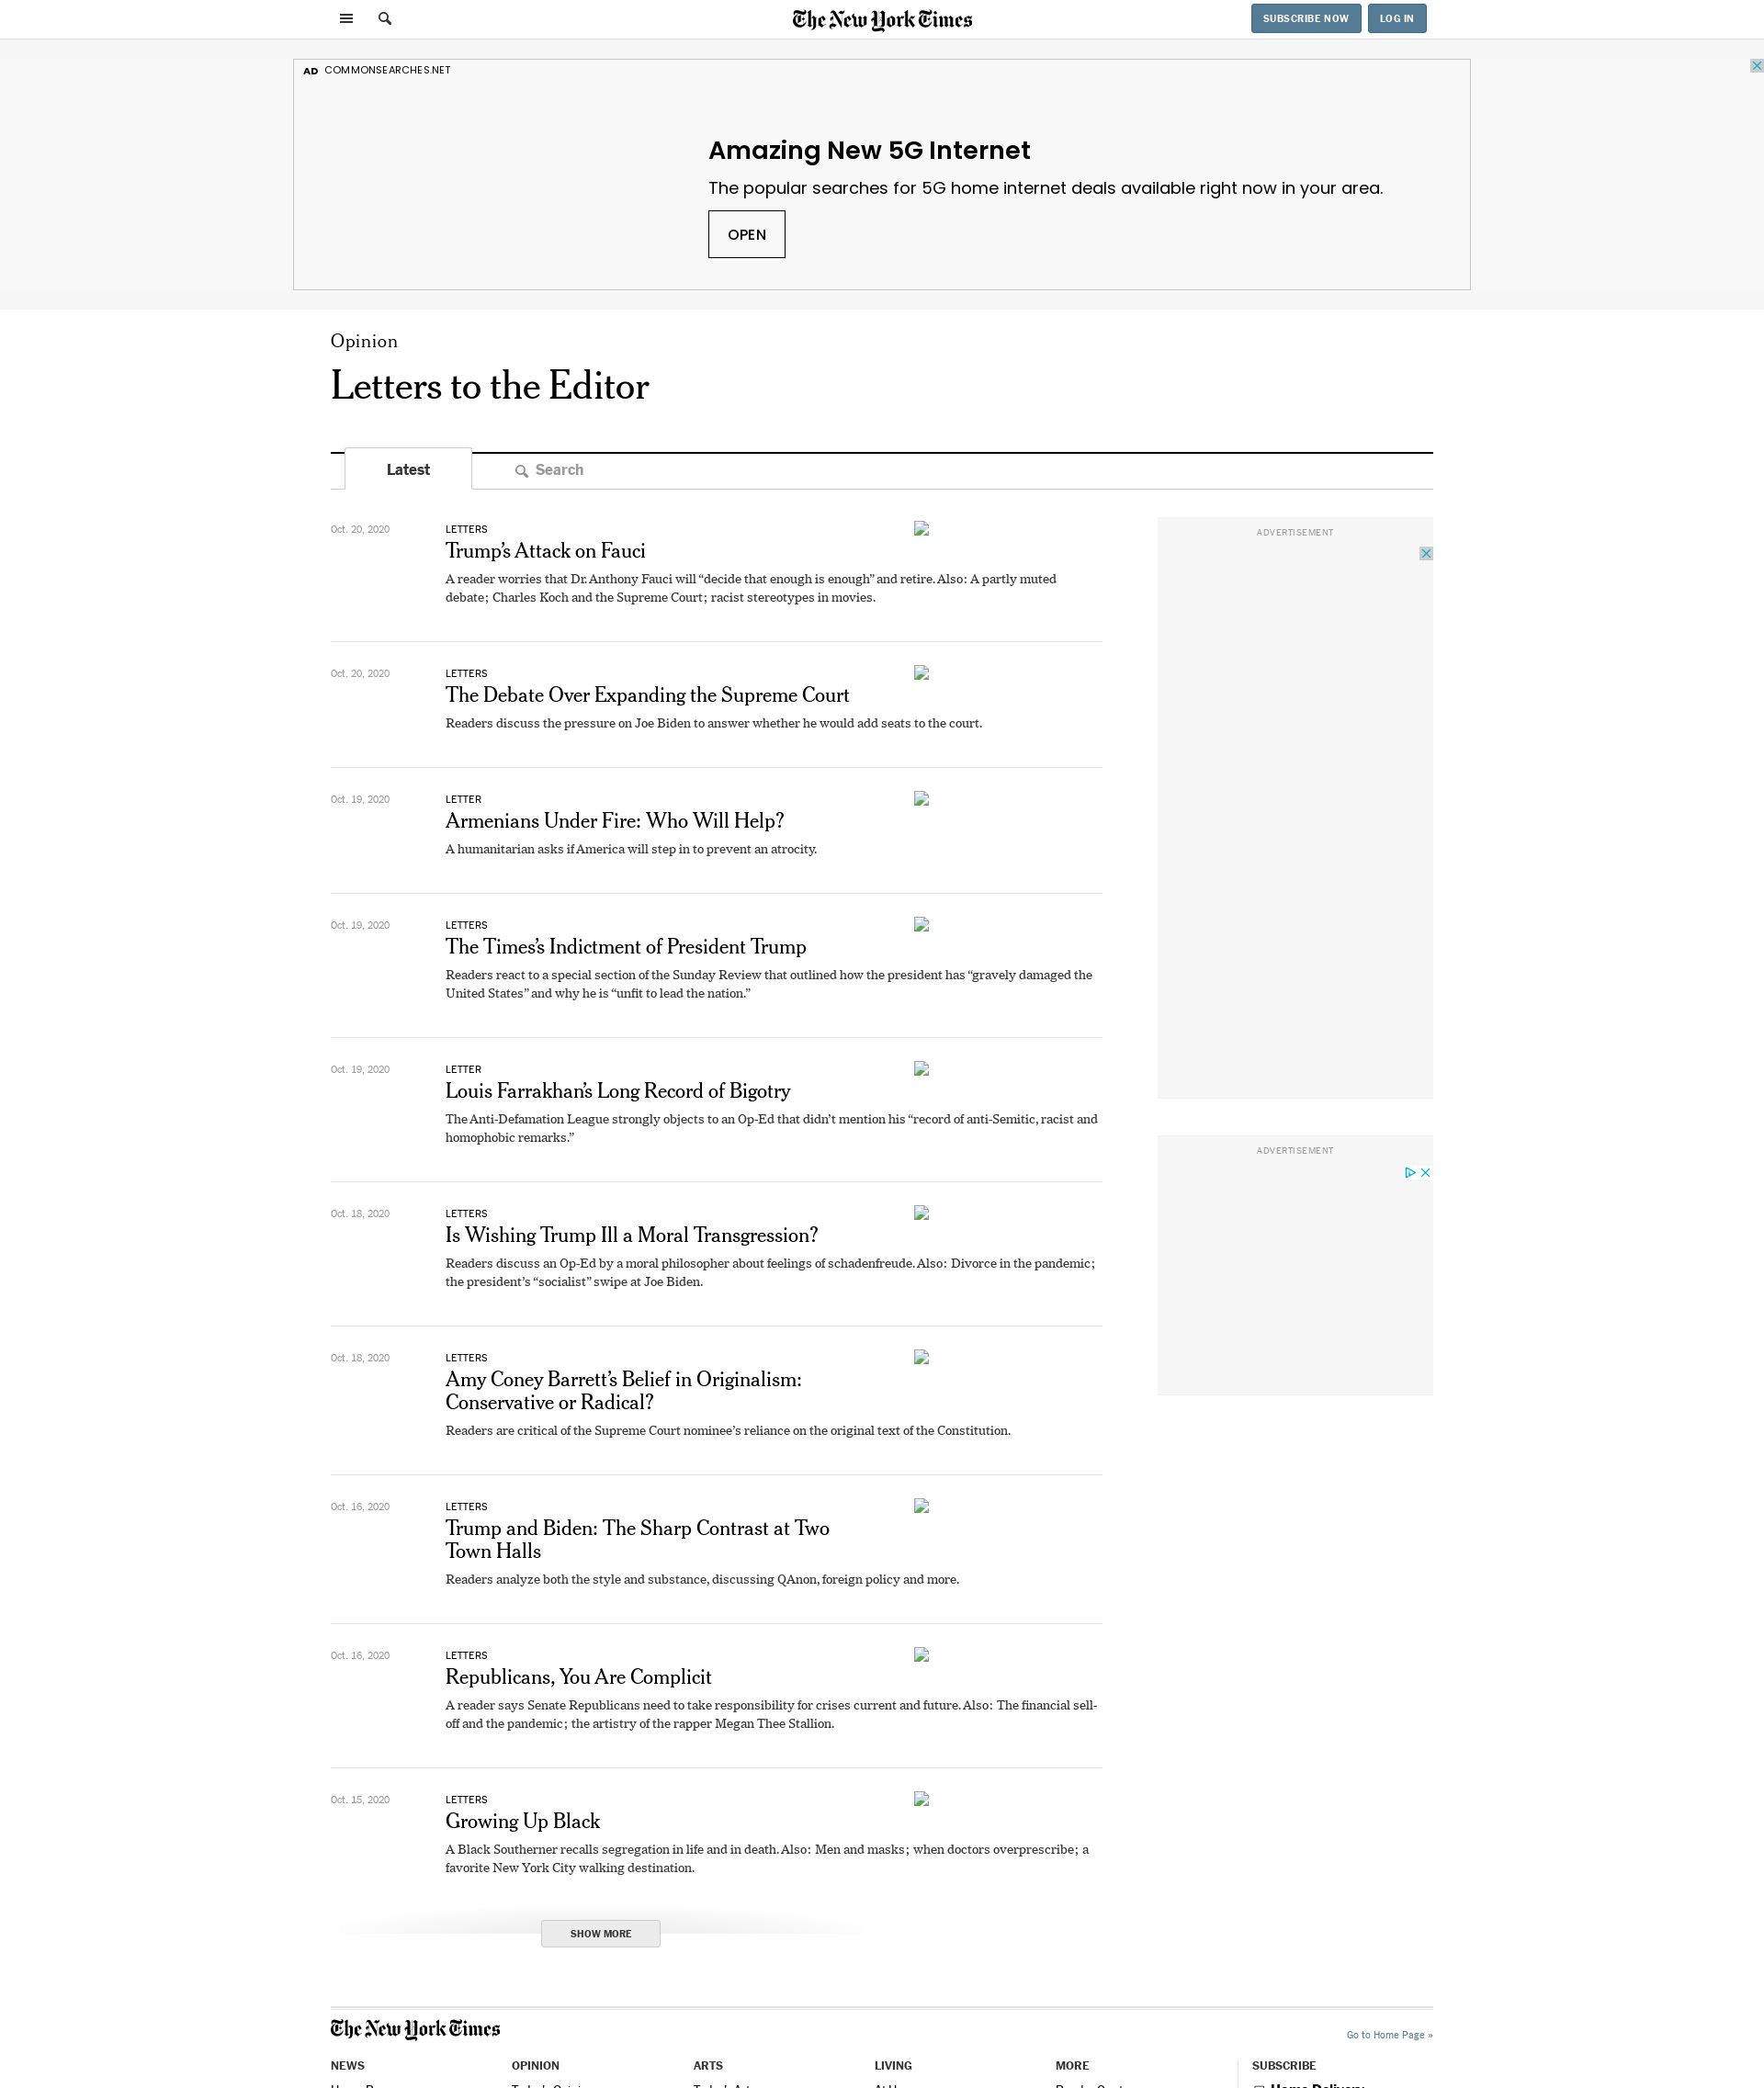 The New York Times
SUBSCRIBE NOW
LOG IN
AD COMMONSEARCHES.NET
Amazing New 5G Internet
The popular searches for 5G home internet deals available right now in your area.
OPEN
Opinion
Letters to the Editor
Latest
Search
Oct. 20, 2020
LETTERS
Trump’s Attack on Fauci
A reader worries that Dr. Anthony Fauci will “decide that enough is enough” and retire. Also: A partly muted
debate; Charles Koch and the Supreme Court; racist stereotypes in movies.
Oct. 20, 2020
LETTERS
The Debate Over Expanding the Supreme Court
Readers discuss the pressure on Joe Biden to answer whether he would add seats to the court.
Oct. 19, 2020
LETTER
Armenians Under Fire: Who Will Help?
A humanitarian asks if America will step in to prevent an atrocity.
Oct. 19, 2020
LETTERS
The Times’s Indictment of President Trump
Readers react to a special section of the Sunday Review that outlined how the president has “gravely damaged the
United States” and why he is “unfit to lead the nation.”
Oct. 19, 2020
LETTER
Louis Farrakhan’s Long Record of Bigotry
The Anti-Defamation League strongly objects to an Op-Ed that didn’t mention his “record of anti-Semitic, racist and
homophobic remarks.”
Oct. 18, 2020
LETTERS
Is Wishing Trump Ill a Moral Transgression?
Readers discuss an Op-Ed by a moral philosopher about feelings of schadenfreude. Also: Divorce in the pandemic;
the president’s “socialist” swipe at Joe Biden.
Oct. 18, 2020
LETTERS
Amy Coney Barrett’s Belief in Originalism:
Conservative or Radical?
Readers are critical of the Supreme Court nominee’s reliance on the original text of the Constitution.
Oct. 16, 2020
LETTERS
Trump and Biden: The Sharp Contrast at Two
Town Halls
Readers analyze both the style and substance, discussing QAnon, foreign policy and more.
Oct. 16, 2020
LETTERS
Republicans, You Are Complicit
A reader says Senate Republicans need to take responsibility for crises current and future. Also: The financial sell-
off and the pandemic; the artistry of the rapper Megan Thee Stallion.
Oct. 15, 2020
LETTERS
Growing Up Black
A Black Southerner recalls segregation in life and in death. Also: Men and masks; when doctors overprescribe; a
favorite New York City walking destination.
SHOW MORE
ADVERTISEMENT
ADVERTISEMENT
The New York Times
Go to Home Page »
NEWS
OPINION
ARTS
LIVING
MORE
SUBSCRIBE
Home Delivery